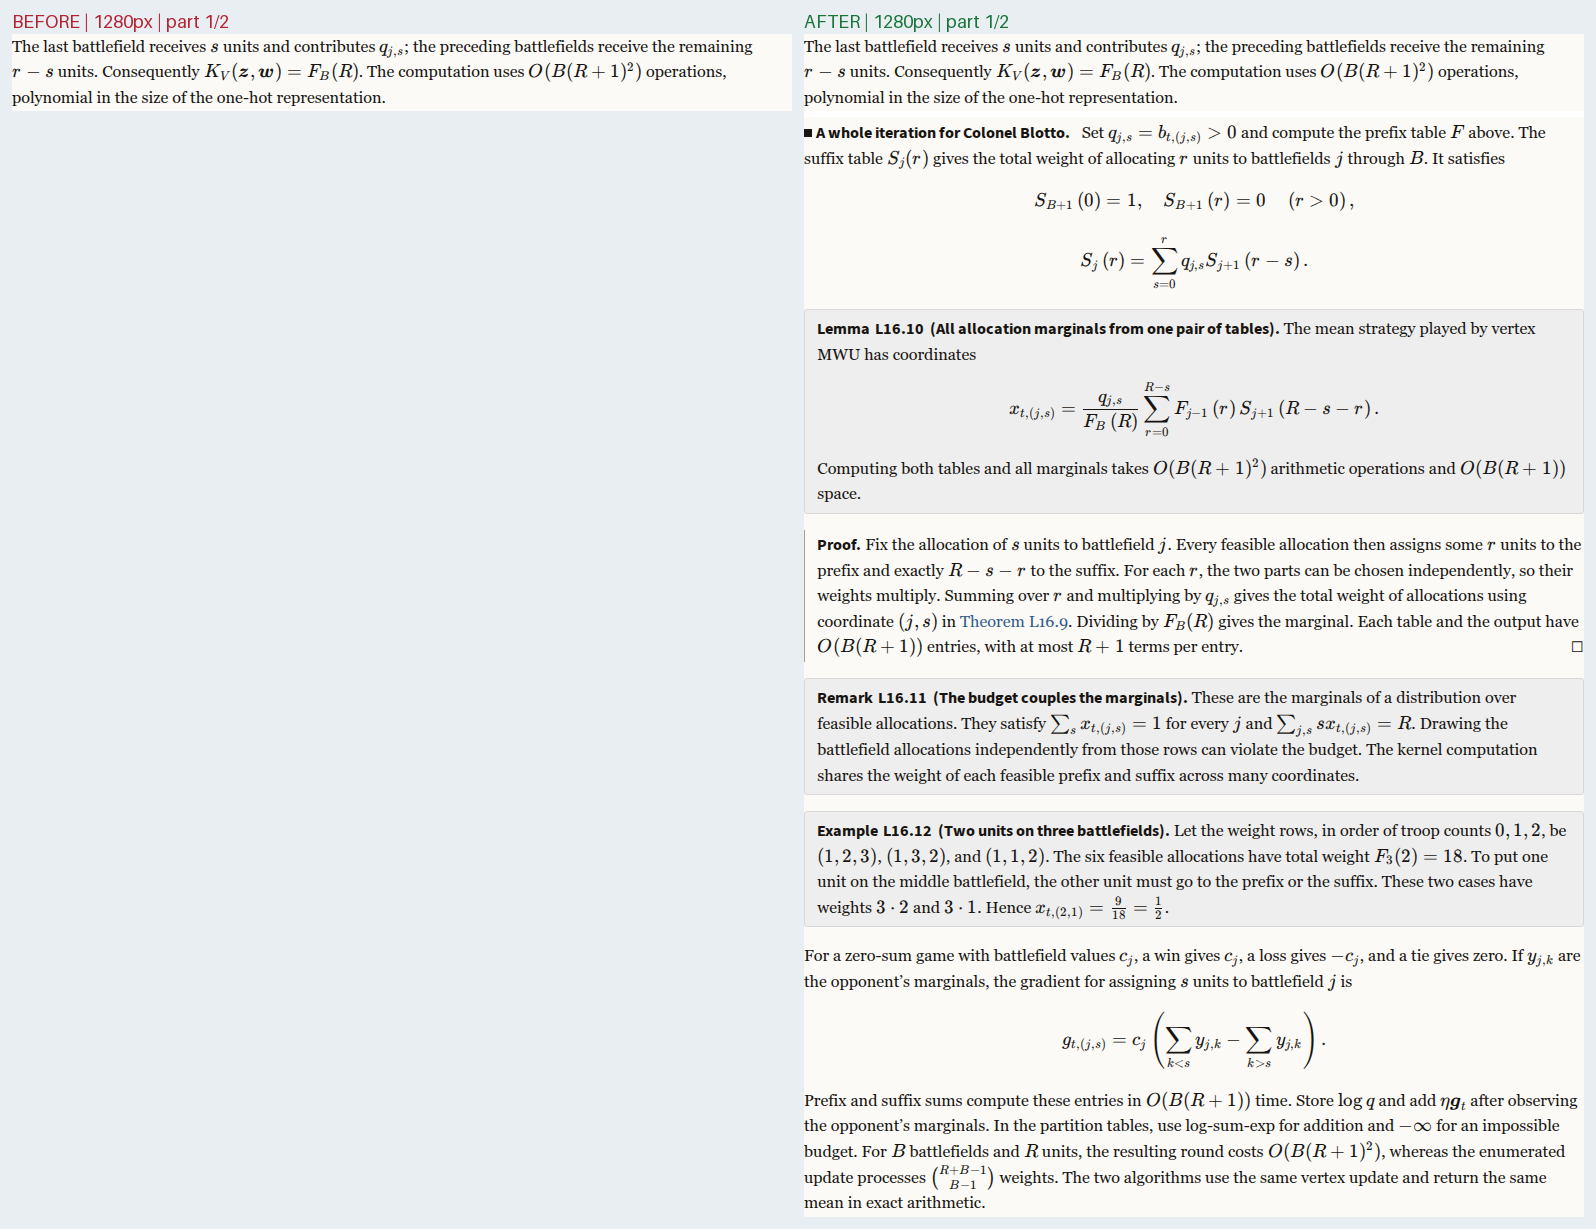 BEFORE | 1280px | part 1/2
The last battlefield receives s units and contributes q_{j,s}; the preceding battlefields receive the remaining
r − s units. Consequently K_V(z, w) = F_B(R). The computation uses O(B(R + 1)²) operations,
polynomial in the size of the one-hot representation.
AFTER | 1280px | part 1/2
The last battlefield receives s units and contributes q_{j,s}; the preceding battlefields receive the remaining
r − s units. Consequently K_V(z, w) = F_B(R). The computation uses O(B(R + 1)²) operations,
polynomial in the size of the one-hot representation.
■ A whole iteration for Colonel Blotto. Set q_{j,s} = b_{t,(j,s)} > 0 and compute the prefix table F above. The
suffix table S_j(r) gives the total weight of allocating r units to battlefields j through B. It satisfies
S_{B+1}(0) = 1, S_{B+1}(r) = 0 (r > 0),
S_j(r) = ∑_{s=0}^{r} q_{j,s}S_{j+1}(r − s).
Lemma L16.10 (All allocation marginals from one pair of tables). The mean strategy played by vertex
MWU has coordinates
x_{t,(j,s)} = \frac{q_{j,s}}{F_B(R)} ∑_{r=0}^{R−s} F_{j−1}(r) S_{j+1}(R − s − r).
Computing both tables and all marginals takes O(B(R + 1)²) arithmetic operations and O(B(R + 1))
space.
Proof. Fix the allocation of s units to battlefield j. Every feasible allocation then assigns some r units to the
prefix and exactly R − s − r to the suffix. For each r, the two parts can be chosen independently, so their
weights multiply. Summing over r and multiplying by q_{j,s} gives the total weight of allocations using
coordinate (j, s) in Theorem L16.9. Dividing by F_B(R) gives the marginal. Each table and the output have
O(B(R + 1)) entries, with at most R + 1 terms per entry. □
Remark L16.11 (The budget couples the marginals). These are the marginals of a distribution over
feasible allocations. They satisfy ∑_s x_{t,(j,s)} = 1 for every j and ∑_{j,s} sx_{t,(j,s)} = R. Drawing the
battlefield allocations independently from those rows can violate the budget. The kernel computation
shares the weight of each feasible prefix and suffix across many coordinates.
Example L16.12 (Two units on three battlefields). Let the weight rows, in order of troop counts 0, 1, 2, be
(1, 2, 3), (1, 3, 2), and (1, 1, 2). The six feasible allocations have total weight F_3(2) = 18. To put one
unit on the middle battlefield, the other unit must go to the prefix or the suffix. These two cases have
weights 3 · 2 and 3 · 1. Hence x_{t,(2,1)} = \frac{9}{18} = \frac{1}{2}.
For a zero-sum game with battlefield values c_j, a win gives c_j, a loss gives −c_j, and a tie gives zero. If y_{j,k} are
the opponent's marginals, the gradient for assigning s units to battlefield j is
g_{t,(j,s)} = c_j (∑_{k<s} y_{j,k} − ∑_{k>s} y_{j,k}).
Prefix and suffix sums compute these entries in O(B(R + 1)) time. Store log q and add ηg_t after observing
the opponent's marginals. In the partition tables, use log-sum-exp for addition and −∞ for an impossible
budget. For B battlefields and R units, the resulting round costs O(B(R + 1)²), whereas the enumerated
update processes \binom{R+B−1}{B−1} weights. The two algorithms use the same vertex update and return the same
mean in exact arithmetic.